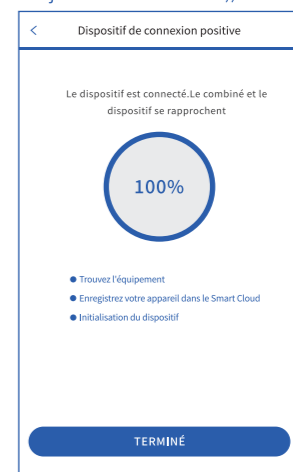 Dispositif de connexion positive
Le dispositif est connecté.Le combiné et le
dispositif se rapprochent
100%
Trouvez l'équipement
Enregistrez votre appareil dans le Smart Cloud
Initialisation du dispositif
TERMINÉ